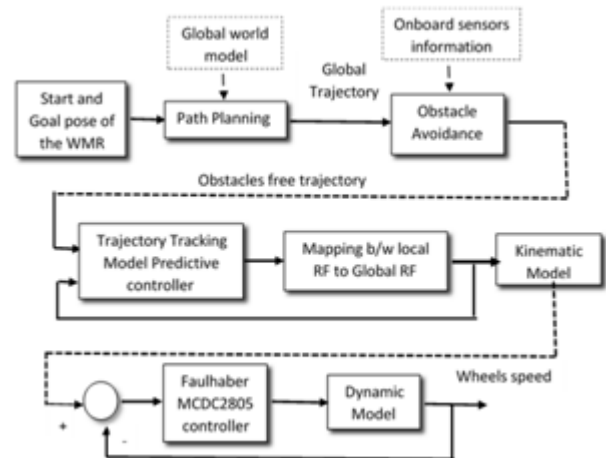 Global world
model
Onboard sensors
information
Global
Trajectory
Start and
Goal pose of
the WMR
Path Planning
Obstacle
Avoidance
Obstacles free trajectory
Trajectory Tracking
Model Predictive
controller
Mapping b/w local
RF to Global RF
Kinematic
Model
Faulhaber
MCDC2805
controller
Dynamic
Model
Wheels speed
+
-